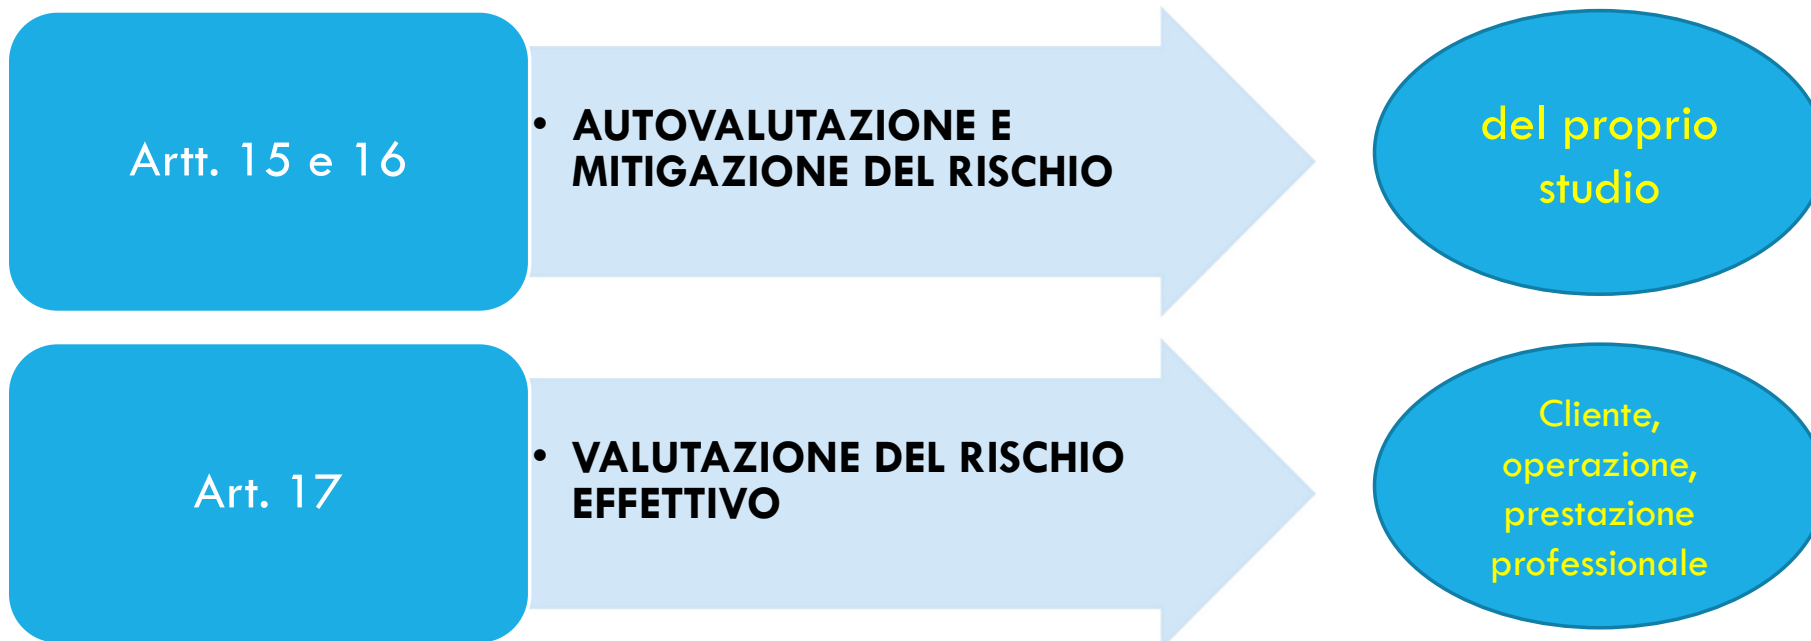 Artt. 15 e 16
• AUTOVALUTAZIONE E
MITIGAZIONE DEL RISCHIO
del proprio
studio
Art. 17
• VALUTAZIONE DEL RISCHIO
EFFETTIVO
Cliente,
operazione,
prestazione
professionale